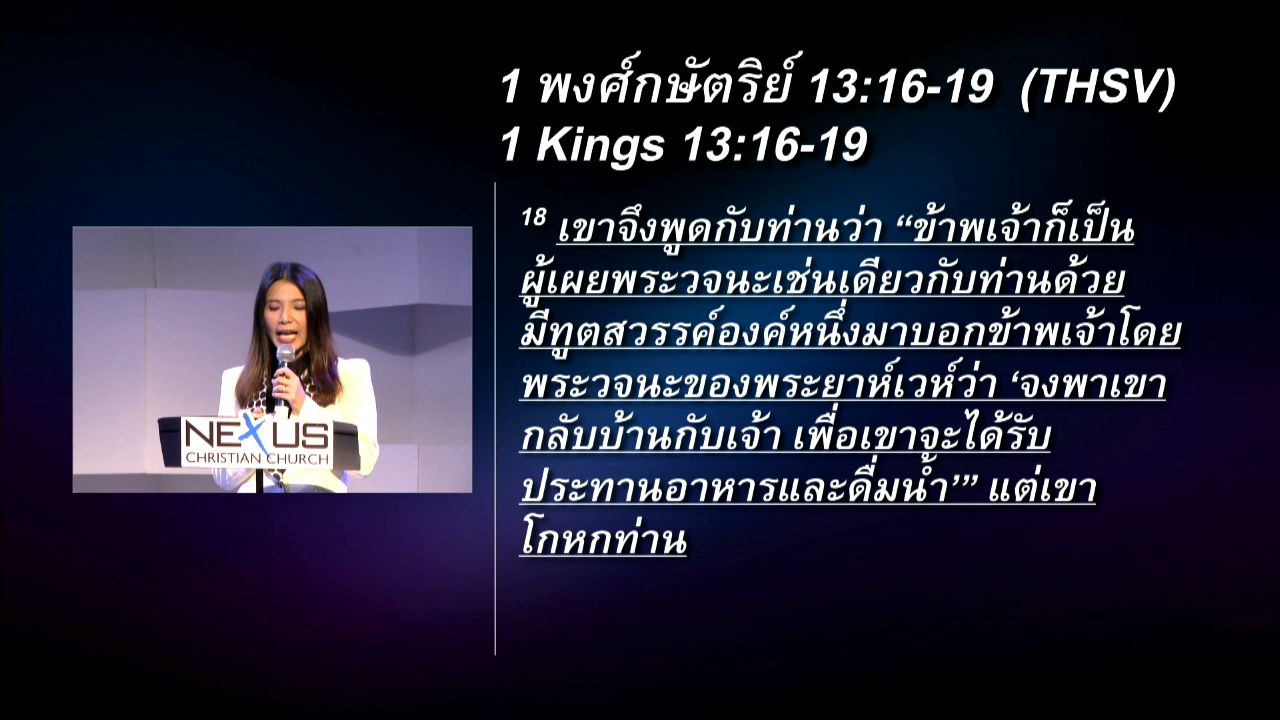 1 พงศ์กษัตริย์ 13:16-19 (THSV)
1 Kings 13:16-19
18 เขาจึงพูดกับท่านว่า “ข้าพเจ้าก็เป็น
ผู้เผยพระวจนะเช่นเดียวกับท่านด้วย
มีทูตสวรรค์องค์หนึ่งมาบอกข้าพเจ้าโดย
พระวจนะของพระยาห์เวห์ว่า ‘จงพาเขา
กลับบ้านกับเจ้า เพื่อเขาจะได้รับ
ประทานอาหารและดื่มน้ำ’” แต่เขา
โกหกท่าน
NEXUS
CHRISTIAN CHURCH